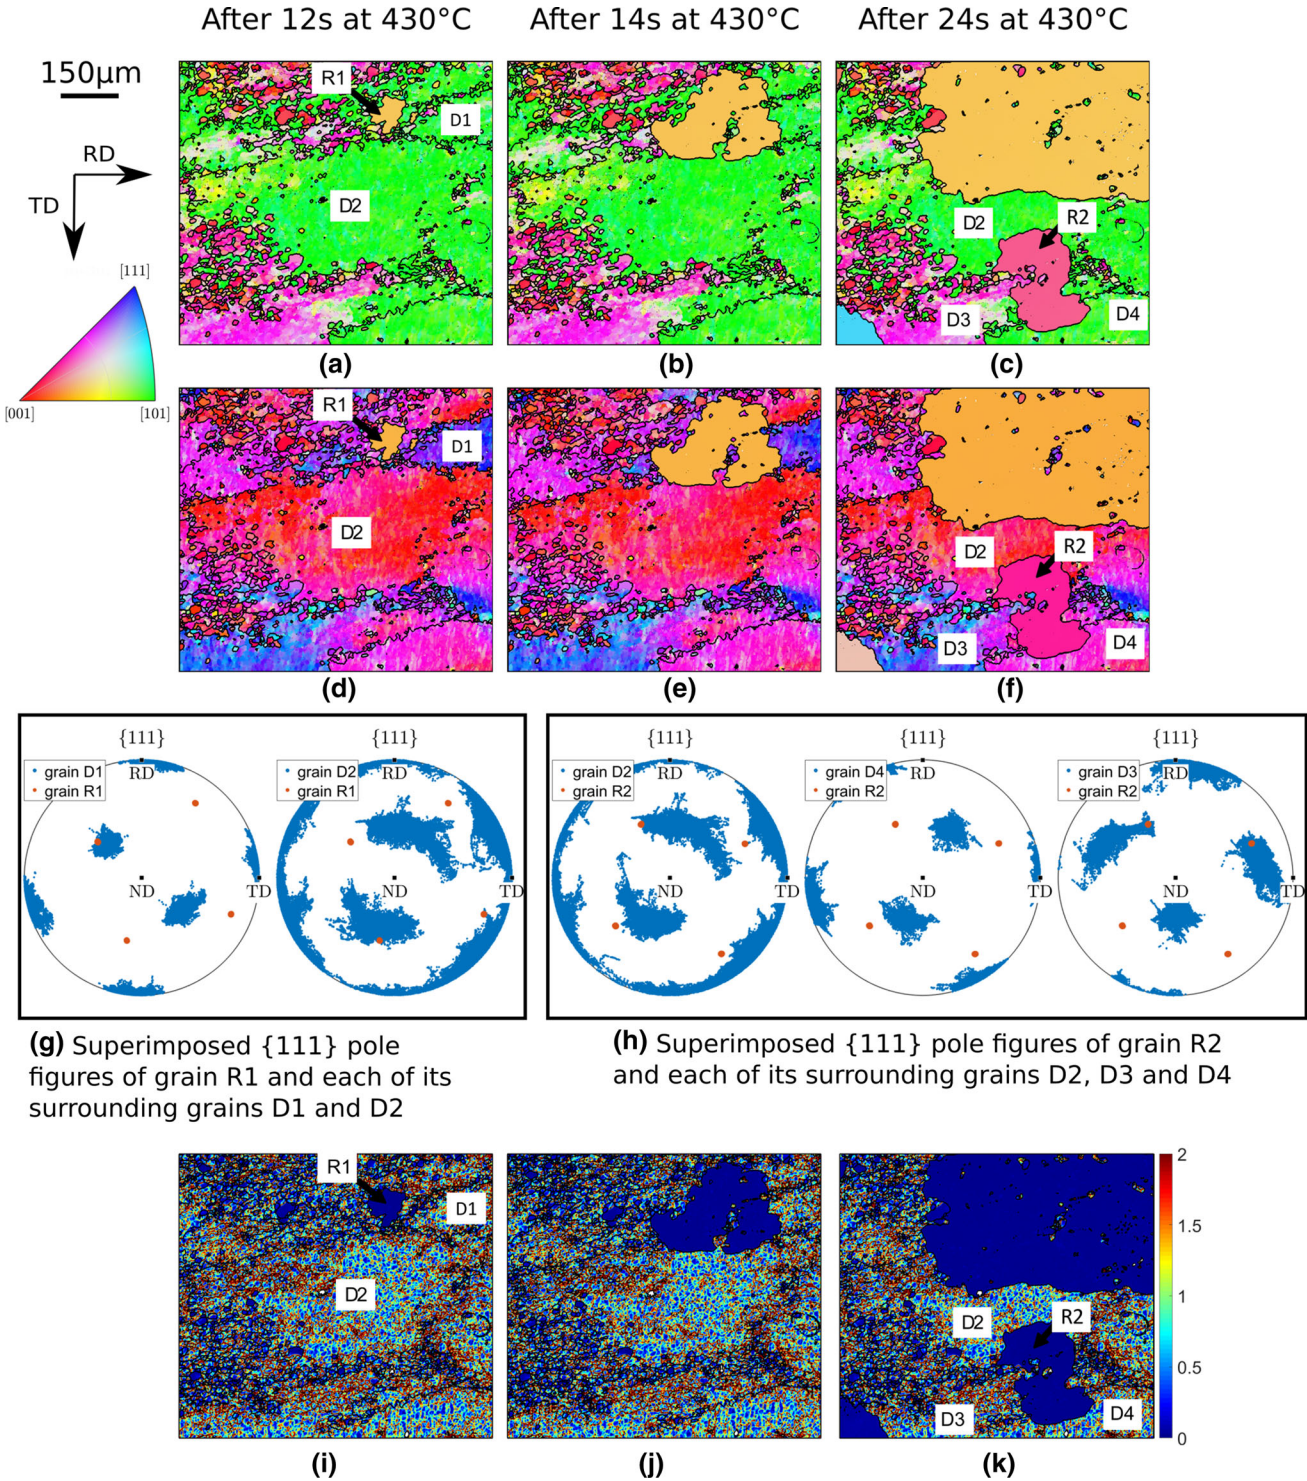 After 12s at 430°C
After 14s at 430°C
After 24s at 430°C
150μm
RD
TD
[111]
[001]
[101]
R1
D1
D2
D2
R2
D3
D4
(a)
(b)
(c)
R1
D1
D2
D2
R2
D3
D4
(d)
(e)
(f)
{111}
grain D1
grain R1
RD
ND
TD
{111}
grain D2
grain R1
RD
ND
TD
{111}
grain D2
grain R2
RD
ND
TD
{111}
grain D4
grain R2
RD
ND
TD
{111}
grain D3
grain R2
RD
ND
TD
(g) Superimposed {111} pole
figures of grain R1 and each of its
surrounding grains D1 and D2
(h) Superimposed {111} pole figures of grain R2
and each of its surrounding grains D2, D3 and D4
R1
D1
D2
D2
R2
D3
D4
2
1.5
1
0.5
0
(i)
(j)
(k)